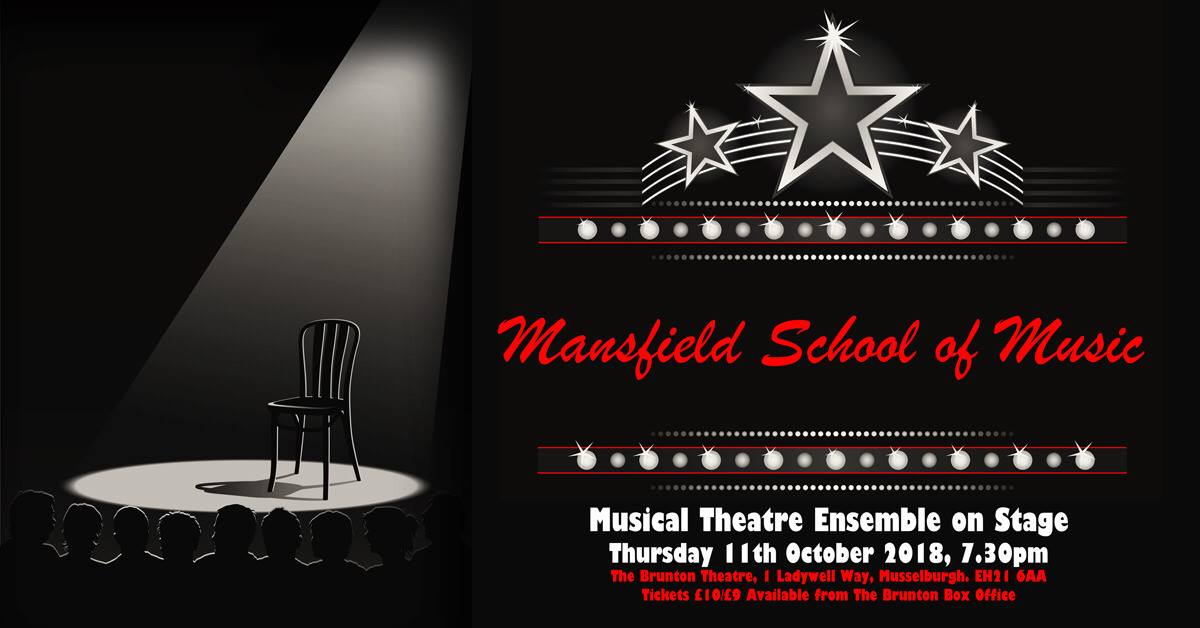 Mansfield School of Music
Musical Theatre Ensemble on Stage
Thursday 11th October 2018, 7.30pm
The Brunton Theatre, 1 Ladywell Way, Musselburgh. EH21 6AA
Tickets £10/£9 Available from The Brunton Box Office